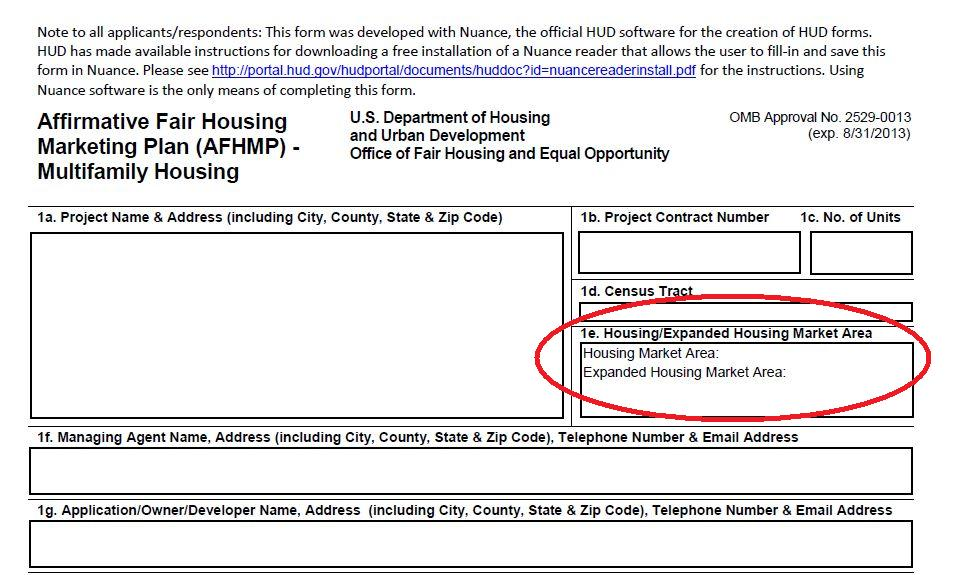 Note to all applicants/respondents: This form was developed with Nuance, the official HUD software for the creation of HUD forms.
HUD has made available instructions for downloading a free installation of a Nuance reader that allows the user to fill-in and save this
form in Nuance. Please see http://portal.hud.gov/hudportal/documents/huddoc?id=nuancereaderinstall.pdf for the instructions. Using
Nuance software is the only means of completing this form.
Affirmative Fair Housing
Marketing Plan (AFHMP) -
Multifamily Housing
U.S. Department of Housing
and Urban Development
Office of Fair Housing and Equal Opportunity
OMB Approval No. 2529-0013
(exp. 8/31/2013)
1a. Project Name & Address (including City, County, State & Zip Code)
1b. Project Contract Number
1c. No. of Units
1d. Census Tract
1e. Housing/Expanded Housing Market Area
Housing Market Area:
Expanded Housing Market Area:
1f. Managing Agent Name, Address (including City, County, State & Zip Code), Telephone Number & Email Address
1g. Application/Owner/Developer Name, Address (including City, County, State & Zip Code), Telephone Number & Email Address